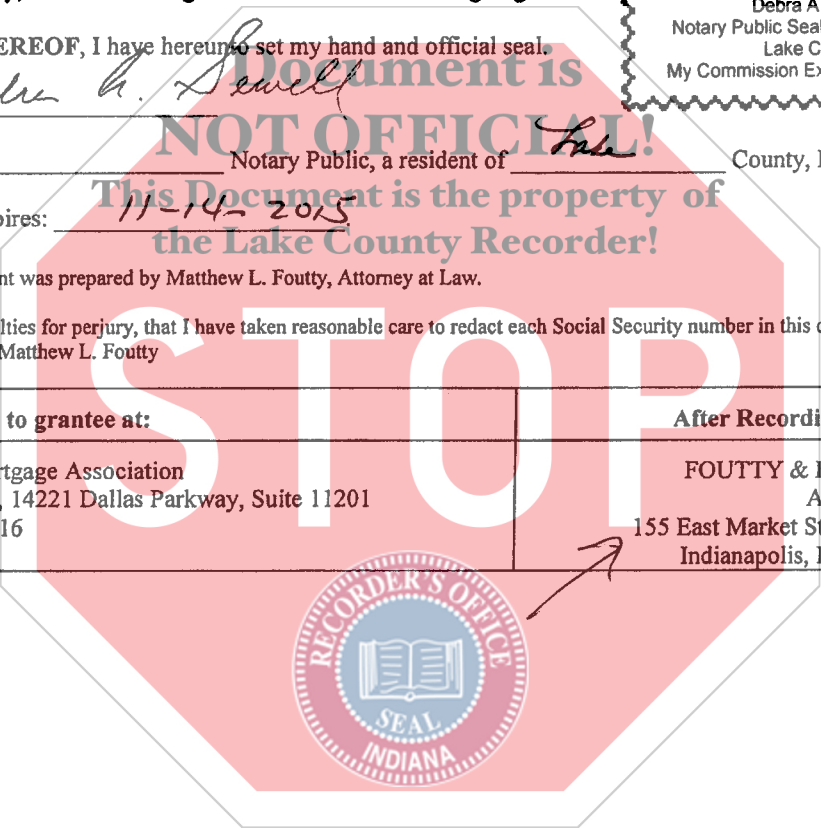 Debra A
Notary Public Seal
Lake C
My Commission Ex
EREOF, I have hereunto set my hand and official seal.
A. Sewell
Document is
NOT OFFICIAL!
Notary Public, a resident of Lake County, I
This Document is the property of
pires: 11-14-2015
the Lake County Recorder!
nt was prepared by Matthew L. Foutty, Attorney at Law.
lties for perjury, that I have taken reasonable care to redact each Social Security number in this
Matthew L. Foutty
STOP
to grantee at:
After Recordi
rtgage Association
, 14221 Dallas Parkway, Suite 11201
16
FOUTTY &
A
155 East Market St
Indianapolis, I
RECORDER'S OFFICE
SEAL
INDIANA